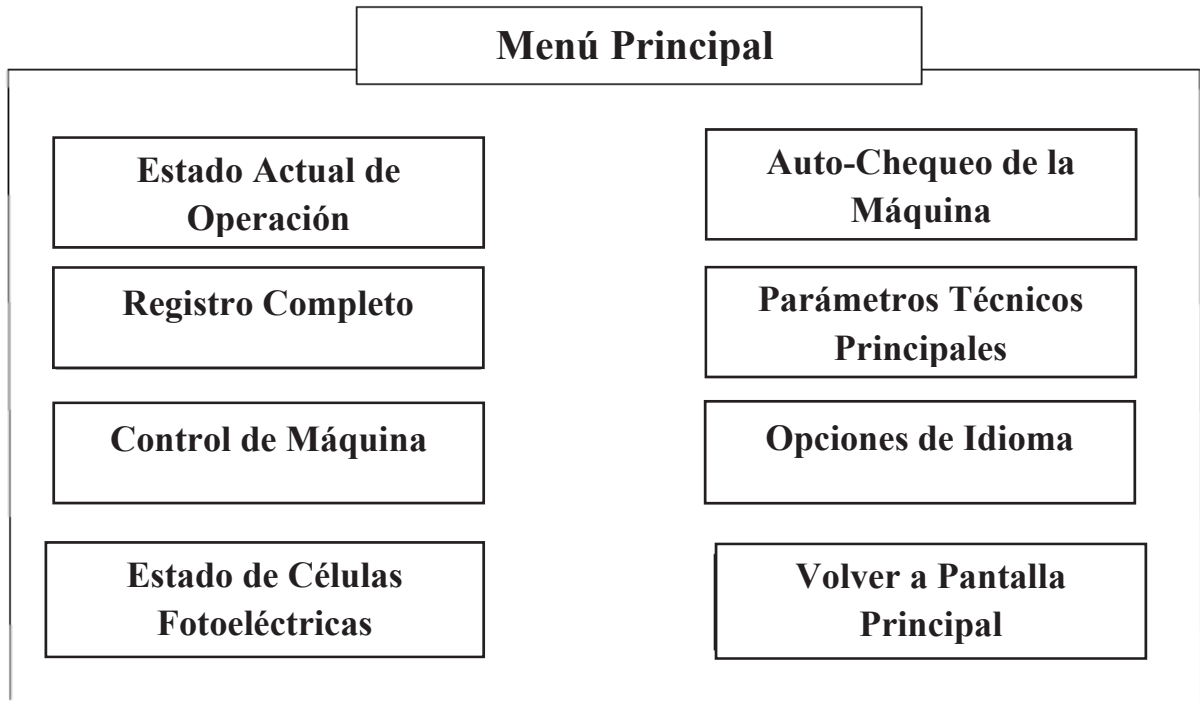 Menú Principal
Estado Actual de
Operación
Auto-Chequeo de la
Máquina
Registro Completo
Parámetros Técnicos
Principales
Control de Máquina
Opciones de Idioma
Estado de Células
Fotoeléctricas
Volver a Pantalla
Principal